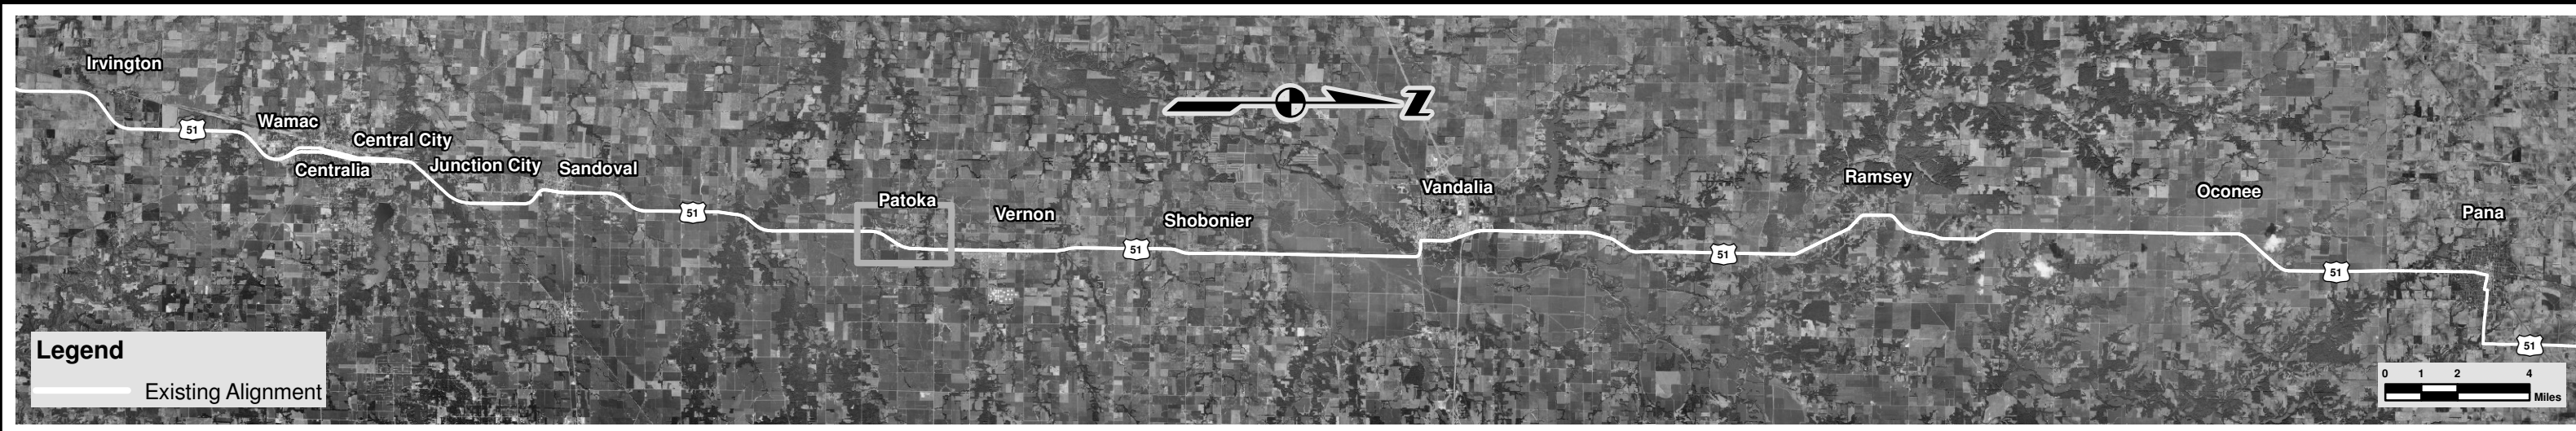 Irvington
51
Wamac
Central City
Centralia
Junction City
Sandoval
51
Patoka
Vernon
Shobonier
51
N
Vandalia
51
Ramsey
Oconee
51
Pana
51
Legend
Existing Alignment
0 1 2 4
Miles